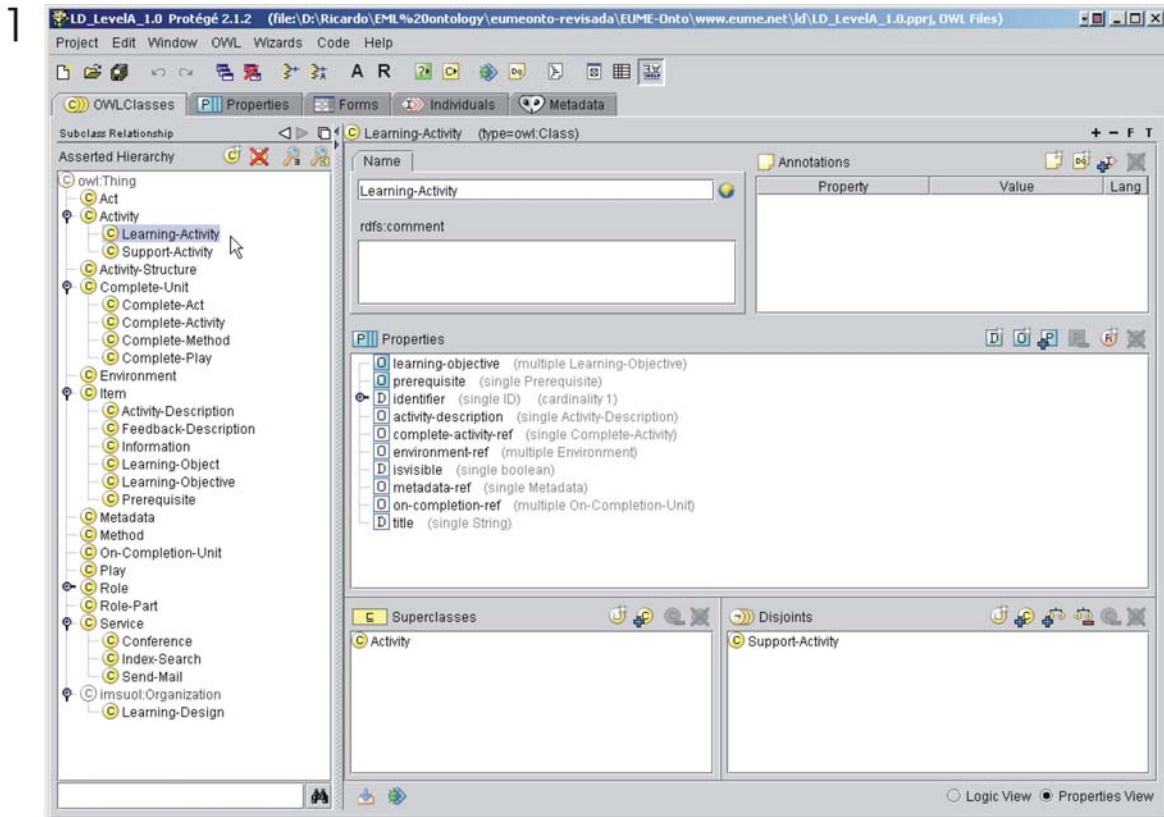 1
LD_LevelA_1.0 Protégé 2.1.2 (file:\D:\Ricardo\EML%20ontology\eumeonto-revisada\EUME-Onto\www.eume.net\ld\LD_LevelA_1.0.pprj, OWL Files)
Project Edit Window OWL Wizards Code Help
A R
OWLClasses Properties Forms Individuals Metadata
Subclass Relationship
Asserted Hierarchy
owl:Thing
Act
Activity
Learning-Activity
Support-Activity
Activity-Structure
Complete-Unit
Complete-Act
Complete-Activity
Complete-Method
Complete-Play
Environment
Item
Activity-Description
Feedback-Description
Information
Learning-Object
Learning-Objective
Prerequisite
Metadata
Method
On-Completion-Unit
Play
Role
Role-Part
Service
Conference
Index-Search
Send-Mail
imsuol:Organization
Learning-Design
Learning-Activity (type=owl:Class)
+ - F T
Name
Learning-Activity
rdfs:comment
Annotations
Property Value Lang
Properties
learning-objective (multiple Learning-Objective)
prerequisite (single Prerequisite)
identifier (single ID) (cardinality 1)
activity-description (single Activity-Description)
complete-activity-ref (single Complete-Activity)
environment-ref (multiple Environment)
isvisible (single boolean)
metadata-ref (single Metadata)
on-completion-ref (multiple On-Completion-Unit)
title (single String)
Superclasses
Activity
Disjoints
Support-Activity
Logic View Properties View